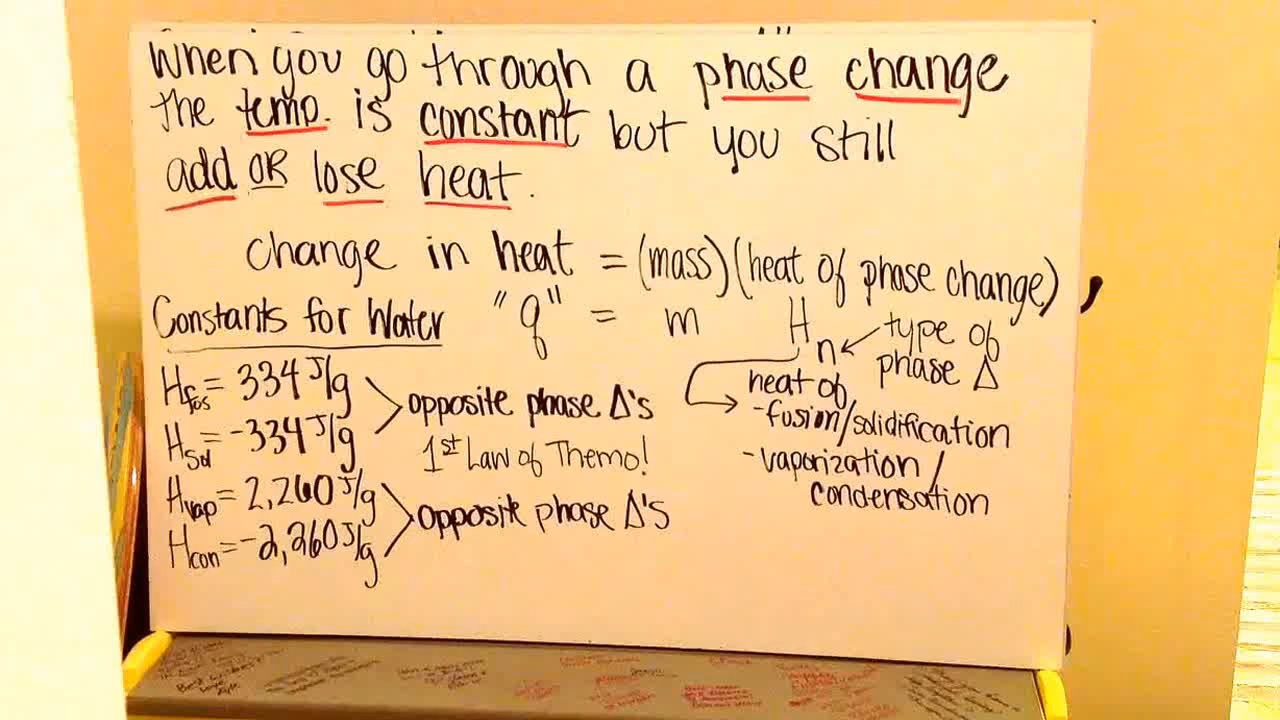 When you go through a phase change
the temp. is constant but you still
add OR lose heat.
change in heat = (mass)(heat of phase change)
"q" = m Hn
type of
phase Δ
heat of
-fusion/solidification
-vaporization/
condensation
Constants for Water
Hfus = 334 J/g
Hsol = -334 J/g
opposite phase Δ's
1st Law of Themo!
Hvap = 2,260 J/g
Hcon = -2,260 J/g
opposite phase Δ's